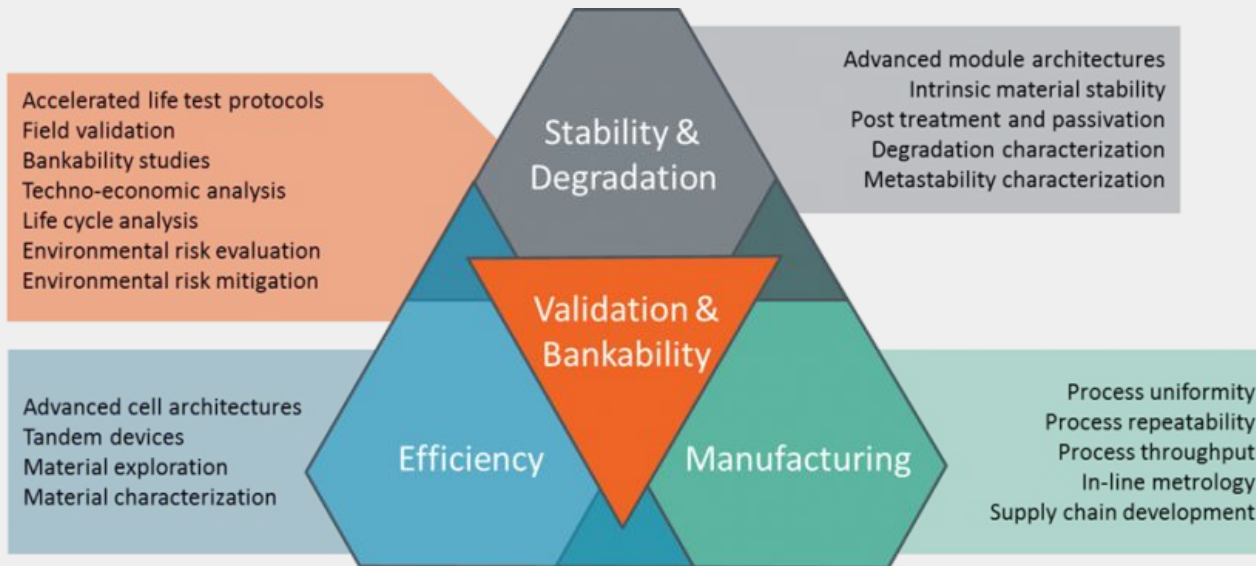 Accelerated life test protocols
Field validation
Bankability studies
Techno-economic analysis
Life cycle analysis
Environmental risk evaluation
Environmental risk mitigation
Stability &
Degradation
Advanced module architectures
Intrinsic material stability
Post treatment and passivation
Degradation characterization
Metastability characterization
Validation &
Bankability
Advanced cell architectures
Tandem devices
Material exploration
Material characterization
Efficiency
Manufacturing
Process uniformity
Process repeatability
Process throughput
In-line metrology
Supply chain development